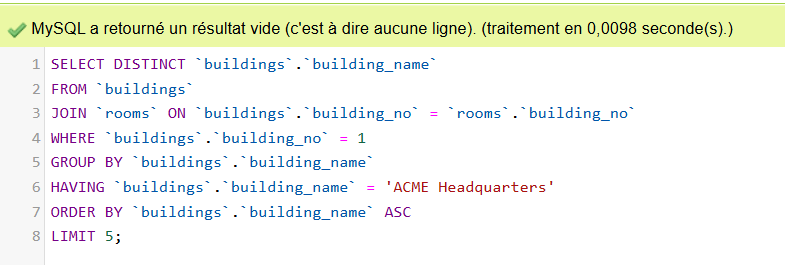 MySQL a retourné un résultat vide (c'est à dire aucune ligne). (traitement en 0,0098 seconde(s).)
1 SELECT DISTINCT `buildings`.`building_name`
2 FROM `buildings`
3 JOIN `rooms` ON `buildings`.`building_no` = `rooms`.`building_no`
4 WHERE `buildings`.`building_no` = 1
5 GROUP BY `buildings`.`building_name`
6 HAVING `buildings`.`building_name` = 'ACME Headquarters'
7 ORDER BY `buildings`.`building_name` ASC
8 LIMIT 5;